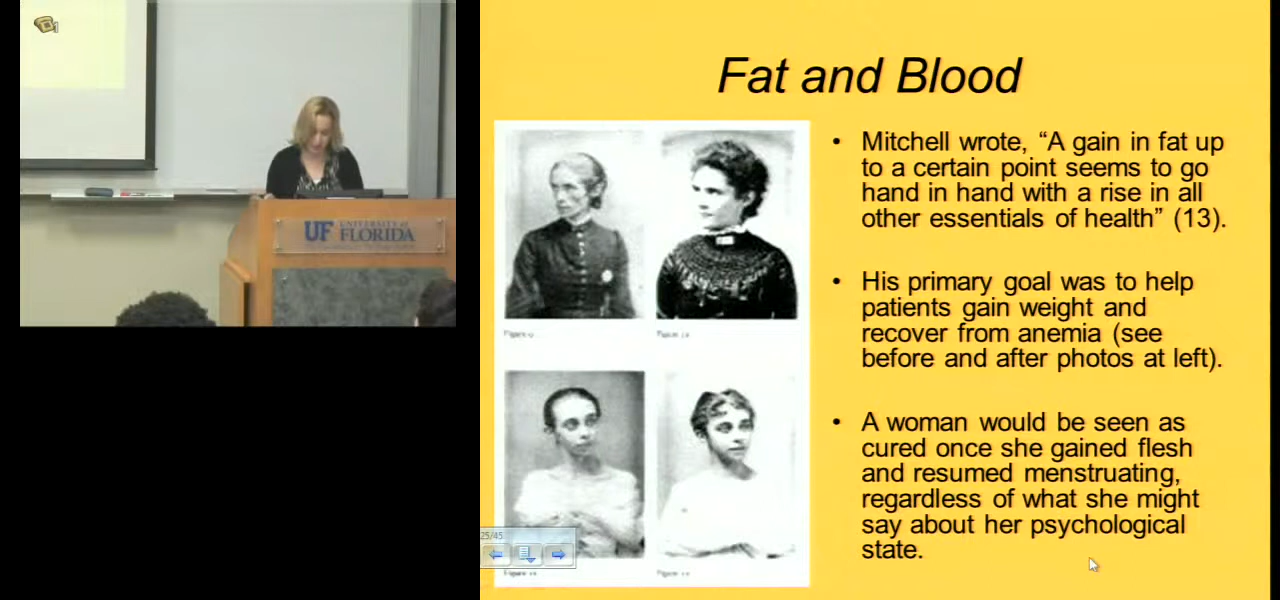 Fat and Blood
• Mitchell wrote, “A gain in fat up
to a certain point seems to go
hand in hand with a rise in all
other essentials of health” (13).
• His primary goal was to help
patients gain weight and
recover from anemia (see
before and after photos at left).
• A woman would be seen as
cured once she gained flesh
and resumed menstruating,
regardless of what she might
say about her psychological
state.
UF UNIVERSITY of
FLORIDA
25/45